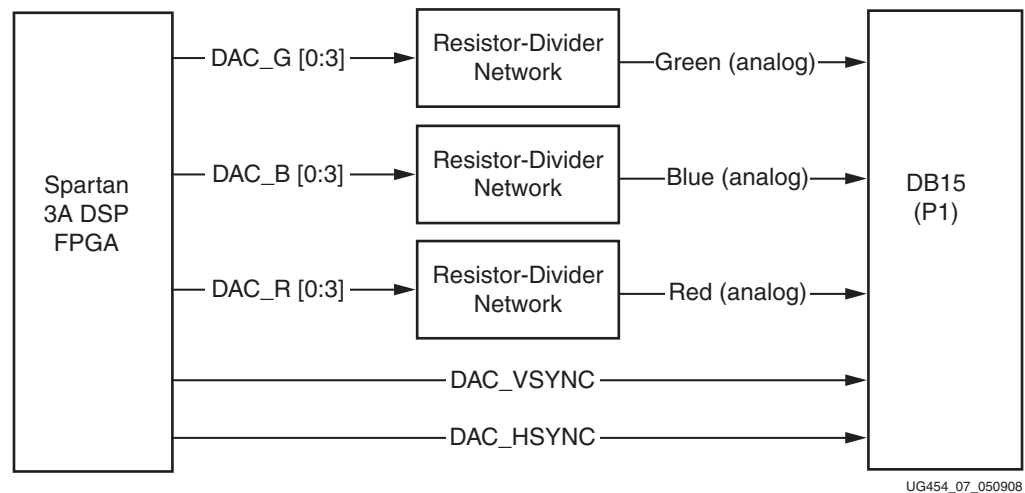 Spartan
3A DSP
FPGA
DAC_G [0:3]
Resistor-Divider
Network
Green (analog)
DAC_B [0:3]
Resistor-Divider
Network
Blue (analog)
DAC_R [0:3]
Resistor-Divider
Network
Red (analog)
DAC_VSYNC
DAC_HSYNC
DB15
(P1)
UG454_07_050908